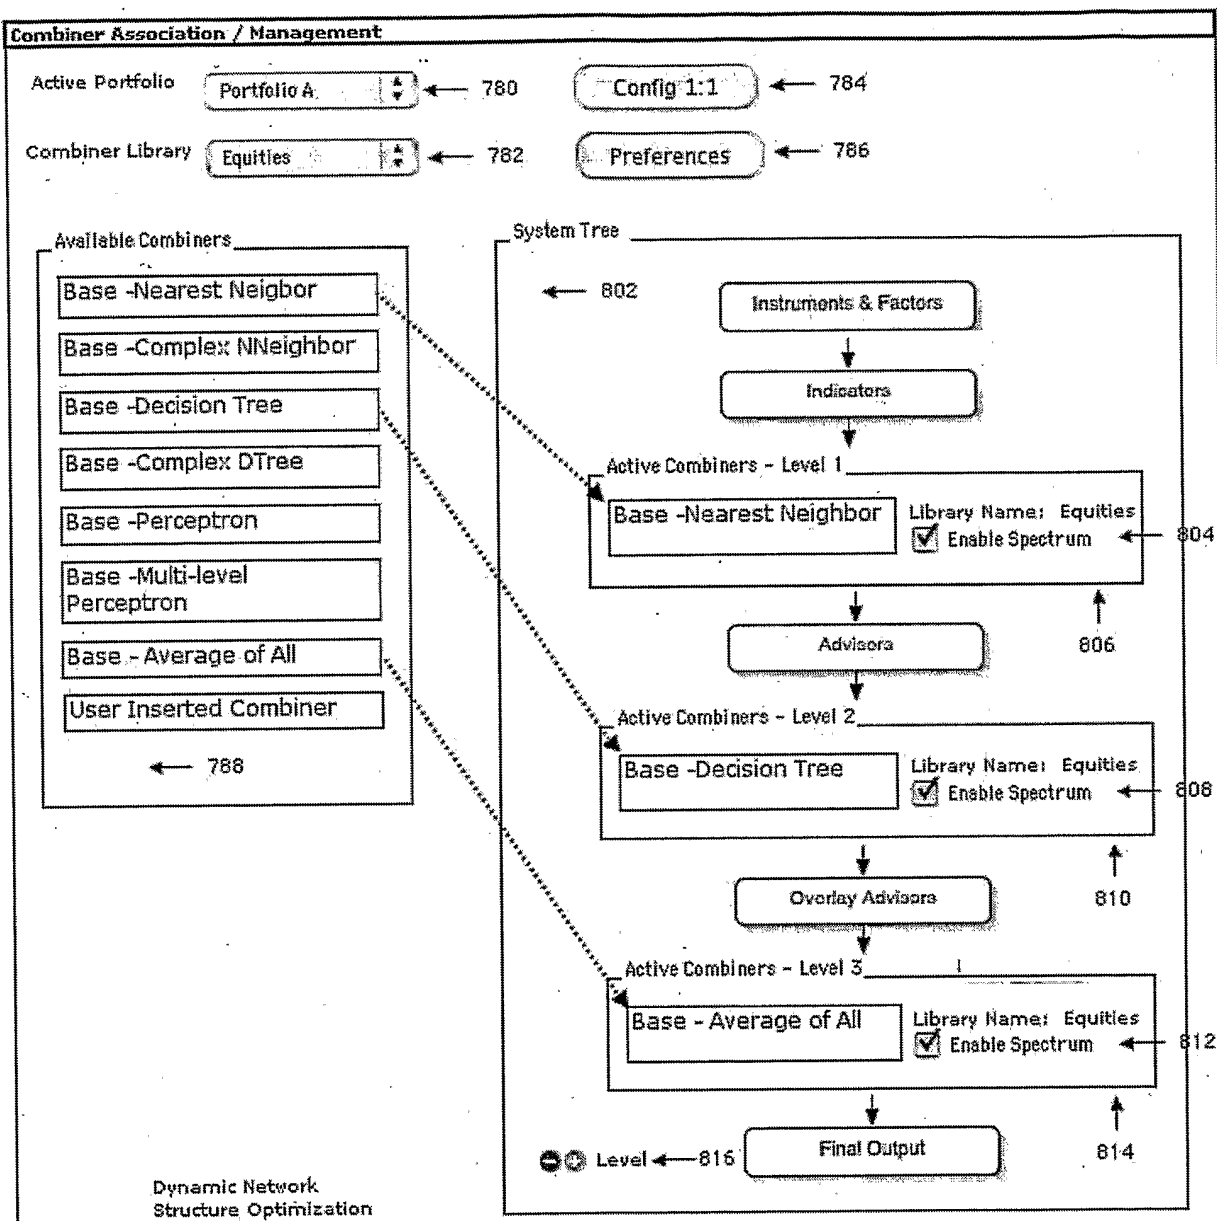 Combiner Association / Management
Active Portfolio
Portfolio A
780
Config 1:1
784
Combiner Library
Equities
782
Preferences
786
Available Combiners
Base -Nearest Neigbor
Base -Complex NNeighbor
Base -Decision Tree
Base -Complex DTree
Base -Perceptron
Base -Multi-level
Perceptron
Base - Average of All
User Inserted Combiner
788
System Tree
802
Instruments & Factors
Indicators
Active Combiners - Level 1
Base -Nearest Neighbor
Library Name: Equities
Enable Spectrum
804
806
Advisors
Active Combiners - Level 2
Base -Decision Tree
Library Name: Equities
Enable Spectrum
808
810
Overlay Advisors
Active Combiners - Level 3
Base - Average of All
Library Name: Equities
Enable Spectrum
812
814
Final Output
Level
816
Dynamic Network
Structure Optimization